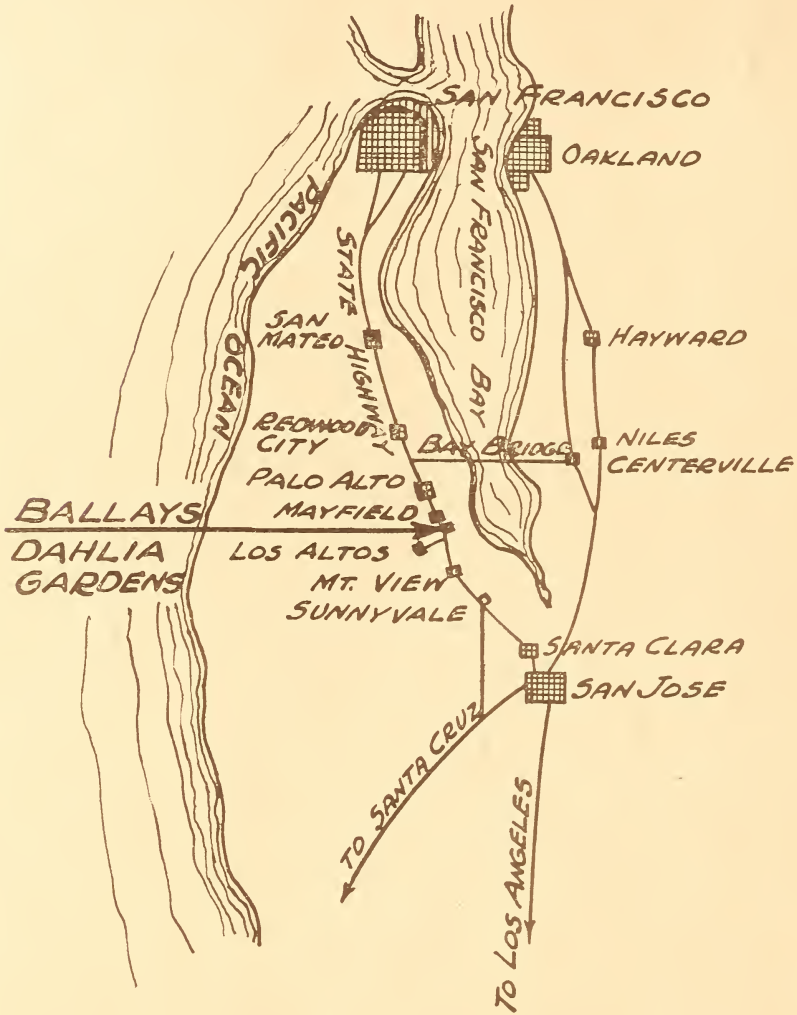 SAN FRANCISCO
OAKLAND
SAN FRANCISCO BAY
PACIFIC
OCEAN
STATE HIGHWAY
SAN
MATEO
HAYWARD
REDWOOD
CITY
BAY BRIDGE
NILES
CENTERVILLE
PALO ALTO
MAYFIELD
BALLAYS
DAHLIA
GARDENS
LOS ALTOS
MT. VIEW
SUNNYVALE
SANTA CLARA
SAN JOSE
TO SANTA CRUZ
TO LOS ANGELES